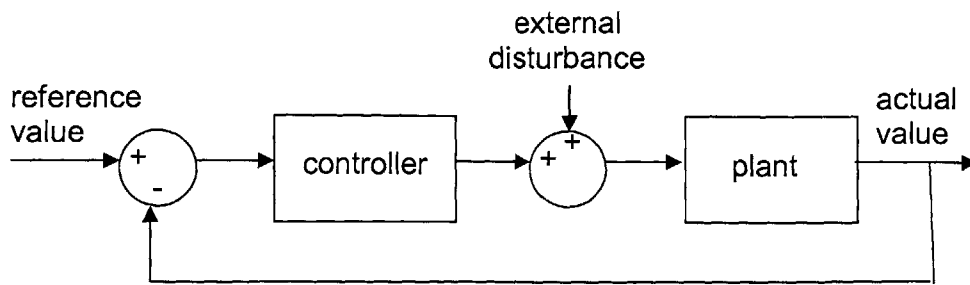 external
disturbance
reference
value
actual
value
+
-
controller
+
+
plant